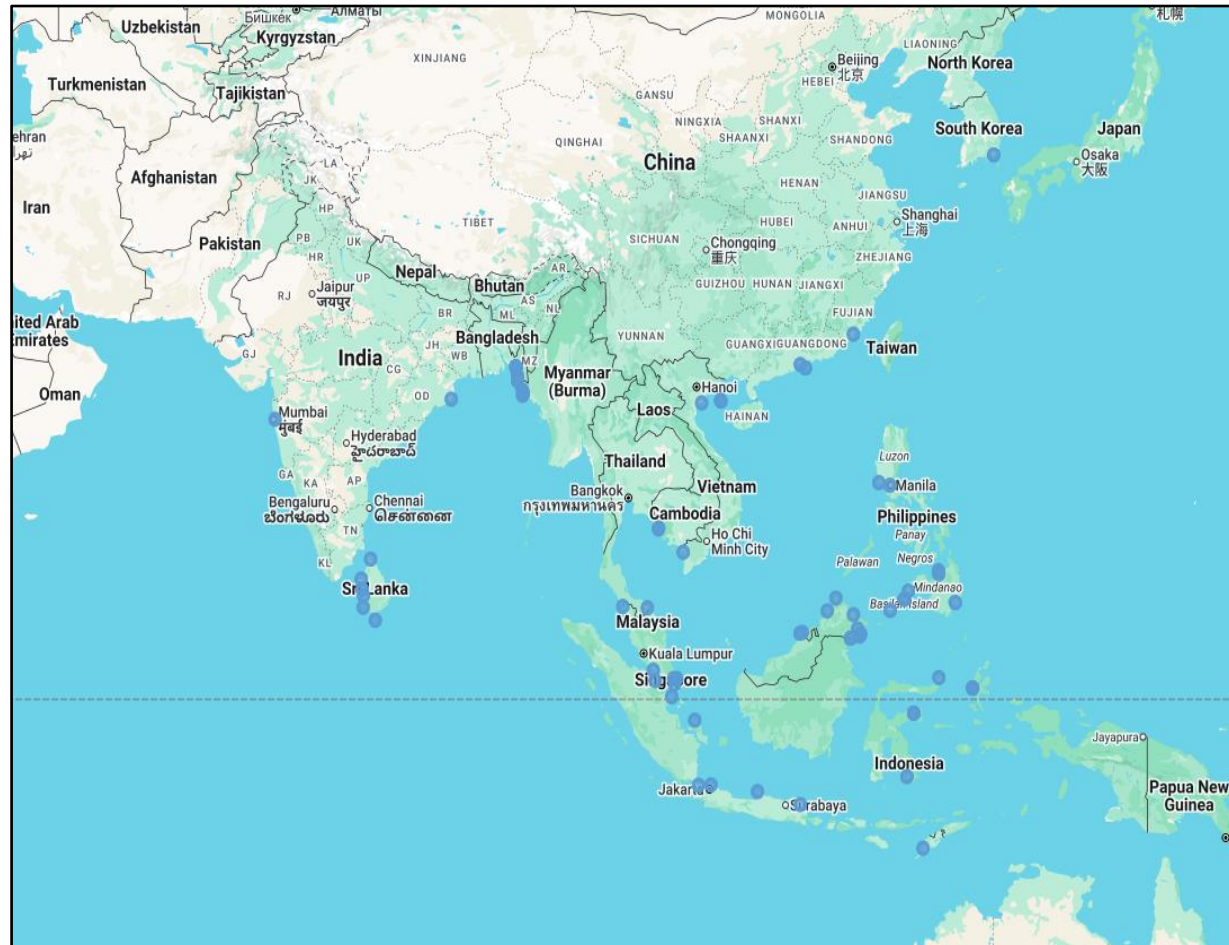 Uzbekistan
Бишкек
Алматы
Kyrgyzstan
MONGOLIA
札幌
LIAONING
Beijing
北京
HEBEI
North Korea
XINJIANG
Turkmenistan
Tajikistan
GANSU
NINGXIA
SHANXI
SHAANXI
SHANDONG
South Korea
Japan
ehran
QINGHAI
China
Osaka
大阪
LA
JK
Afghanistan
HENAN
JIANGSU
Iran
HP
TIBET
HUBEI
ANHUI
Shanghai
上海
Pakistan
PB
UK
HR
SICHUAN
Chongqing
重庆
ZHEJIANG
Nepal
AR
UP
Bhutan
GUIZHOU
HUNAN
JIANGXI
Jaipur
जयपुर
RJ
AS
NL
ML
BR
FUJIAN
ited Arab
Emirates
Bangladesh
YUNNAN
GUANGXI
GUANGDONG
Taiwan
GJ
India
JH
WB
MZ
CG
Myanmar
(Burma)
Hanoi
Oman
OD
Laos
HAINAN
Mumbai
मुंबई
Hyderabad
హైదరాబాద్
Thailand
Luzon
GA
KA
AP
Bangkok
กรุงเทพมหานคร
Vietnam
Manila
Bengaluru
ಬೆಂಗಳೂರು
Chennai
சென்னை
Cambodia
Philippines
TN
Ho Chi
Minh City
Panay
KL
Palawan
Negros
Sri Lanka
Mindanao
Basilan Island
Malaysia
Kuala Lumpur
Singapore
Jayapura
Indonesia
Jakarta
Surabaya
Papua New
Guinea